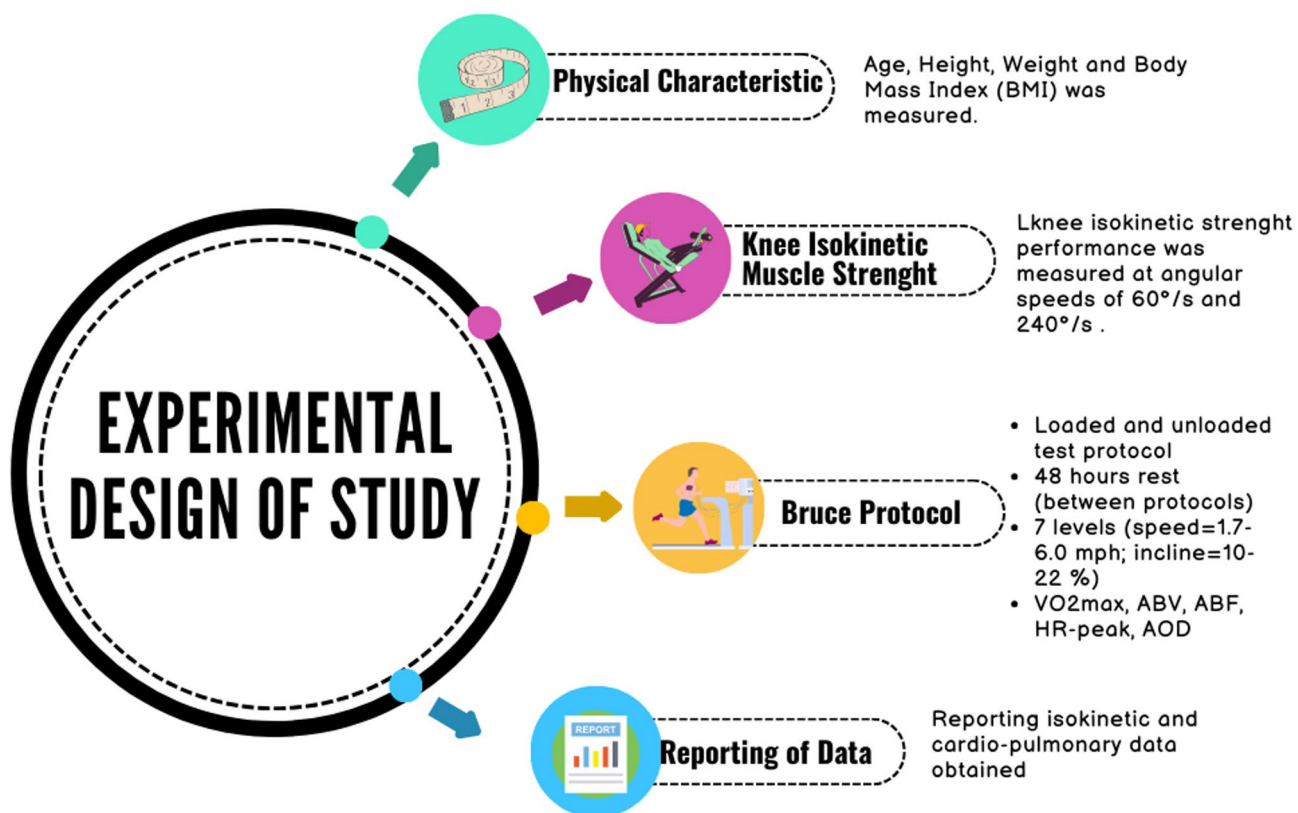 EXPERIMENTAL
DESIGN OF STUDY
Physical Characteristic
Age, Height, Weight and Body
Mass Index (BMI) was
measured.
Knee Isokinetic
Muscle Strenght
Lknee isokinetic strenght
performance was
measured at angular
speeds of 60°/s and
240°/s .
Bruce Protocol
• Loaded and unloaded
test protocol
• 48 hours rest
(between protocols)
• 7 levels (speed=1.7-
6.0 mph; incline=10-
22 %)
• VO2max, ABV, ABF,
HR-peak, AOD
REPORT
Reporting of Data
Reporting isokinetic and
cardio-pulmonary data
obtained